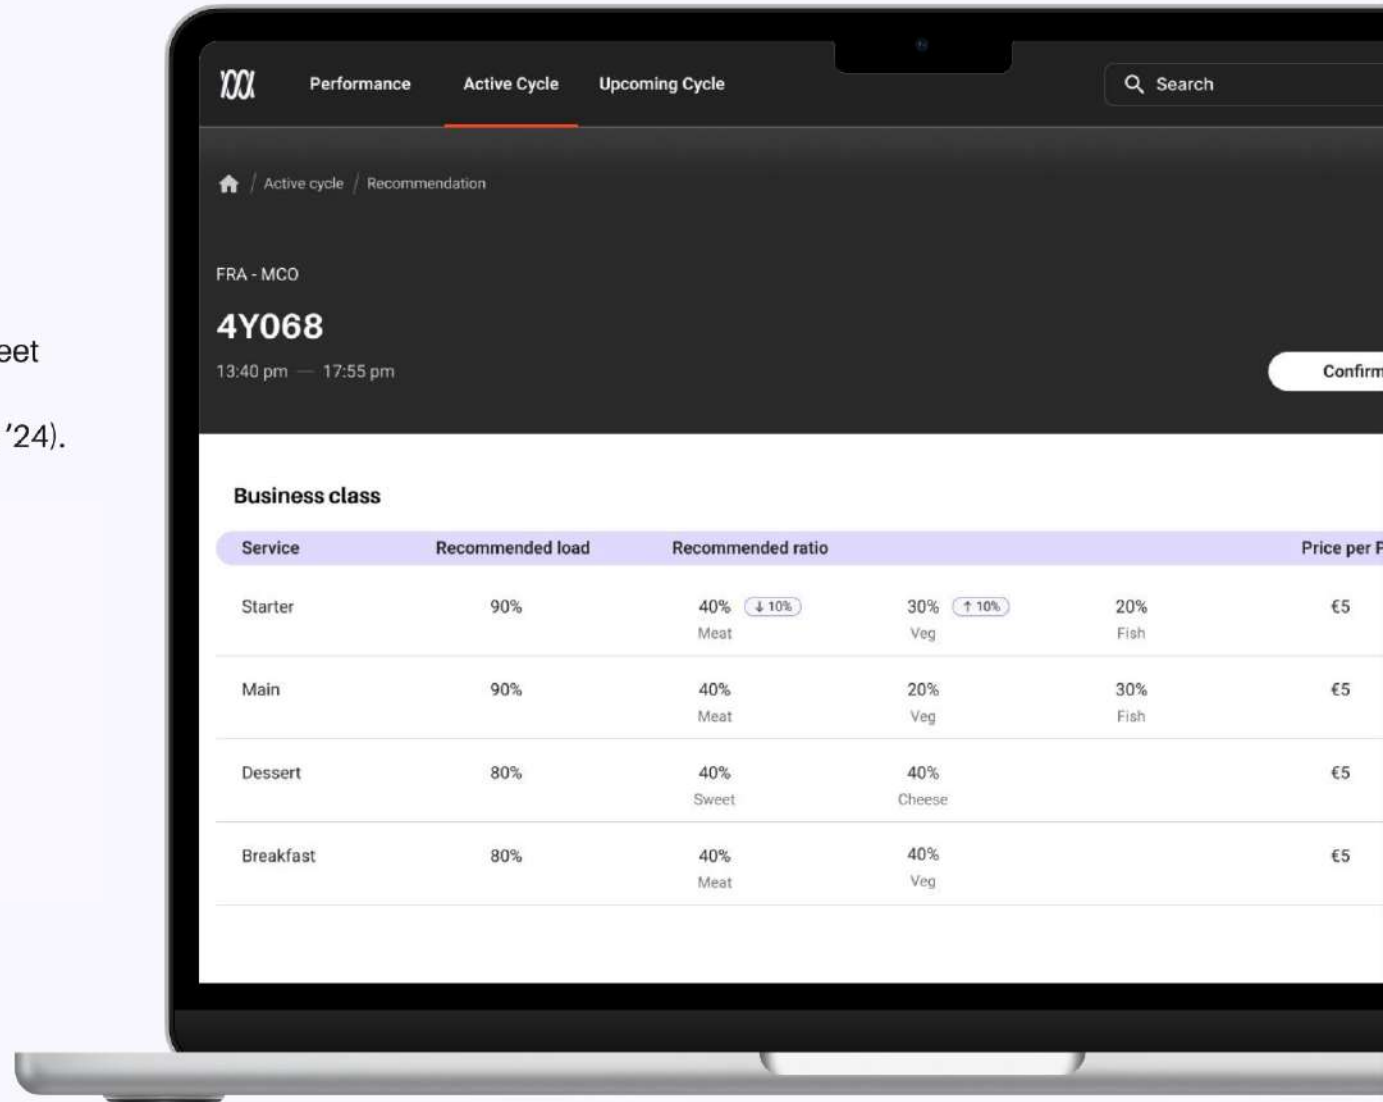 Performance Active Cycle Upcoming Cycle Search
/ Active cycle / Recommendation
FRA - MCO
4Y068
13:40 pm — 17:55 pm
Confirm
'24).
Business class
Service Recommended load Recommended ratio Price per
Starter 90% 40% ↓ 10% 30% ↑ 10% 20% €5
Meat Veg Fish
Main 90% 40% 20% 30% €5
Meat Veg Fish
Dessert 80% 40% 40% €5
Sweet Cheese
Breakfast 80% 40% 40% €5
Meat Veg